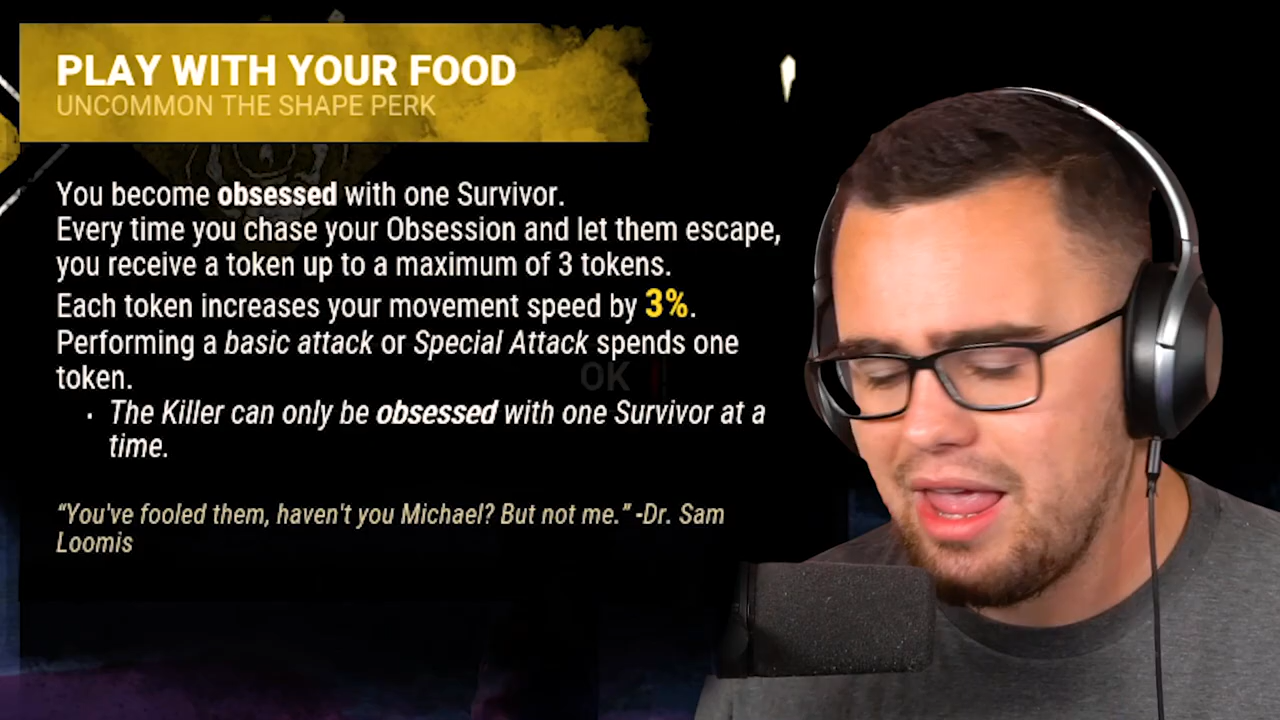 PLAY WITH YOUR FOOD
UNCOMMON THE SHAPE PERK
You become obsessed with one Survivor.
Every time you chase your Obsession and let them escape,
you receive a token up to a maximum of 3 tokens.
Each token increases your movement speed by 3%.
Performing a basic attack or Special Attack spends one
token.
· The Killer can only be obsessed with one Survivor at a
time.
OK
“You've fooled them, haven't you Michael? But not me.” -Dr. Sam
Loomis